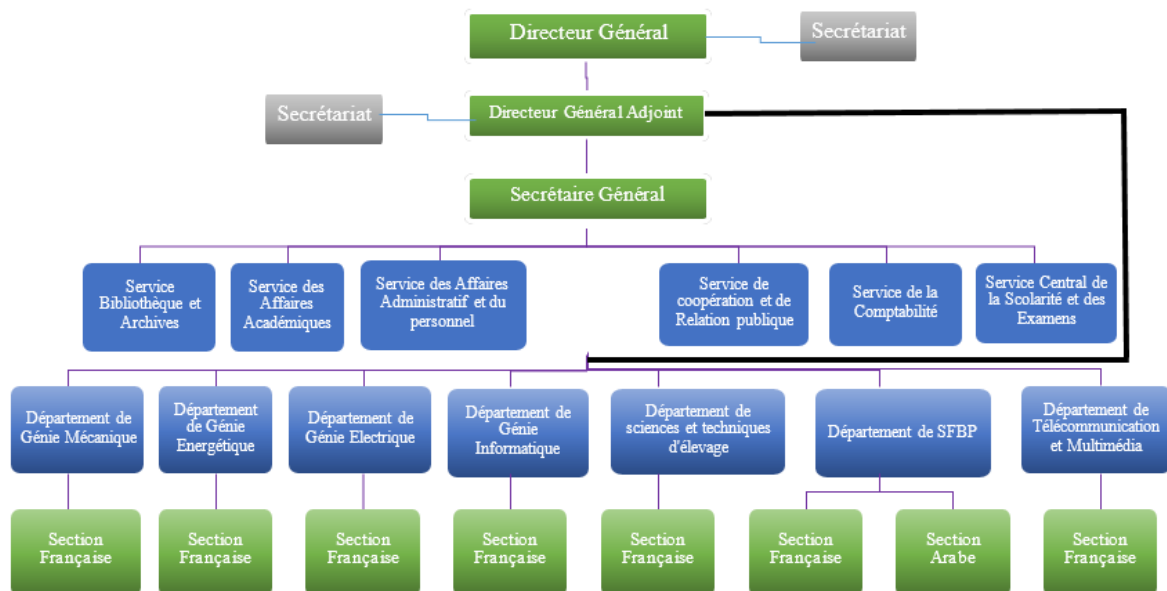 Directeur Général
Secrétariat
Secrétariat
Directeur Général Adjoint
Secrétaire Général
Service
Bibliothèque et
Archives
Service des
Affaires
Académiques
Service des Affaires
Administratif et du
personnel
Service de
coopération et de
Relation publique
Service de la
Comptabilité
Service Central de
la Scolarité et des
Examens
Département de
Génie Mécanique
Département
de Génie
Energétique
Département de
Génie Electrique
Département de
Génie
Informatique
Département de
sciences et techniques
d'élevage
Département de SFBP
Département de
Télécommunication
et Multimédia
Section
Française
Section
Française
Section
Française
Section
Française
Section
Française
Section
Française
Section
Arabe
Section
Française